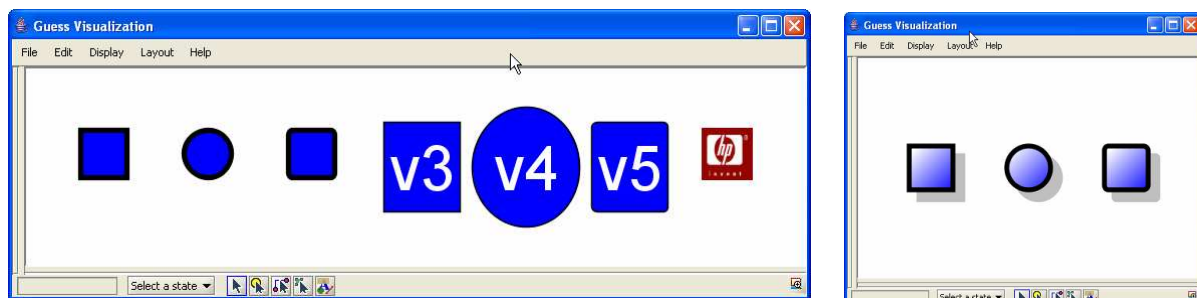 Guess Visualization
File Edit Display Layout Help
v3 v4 v5
hp
invent
Select a state
Guess Visualization
File Edit Display Layout Help
Select a state